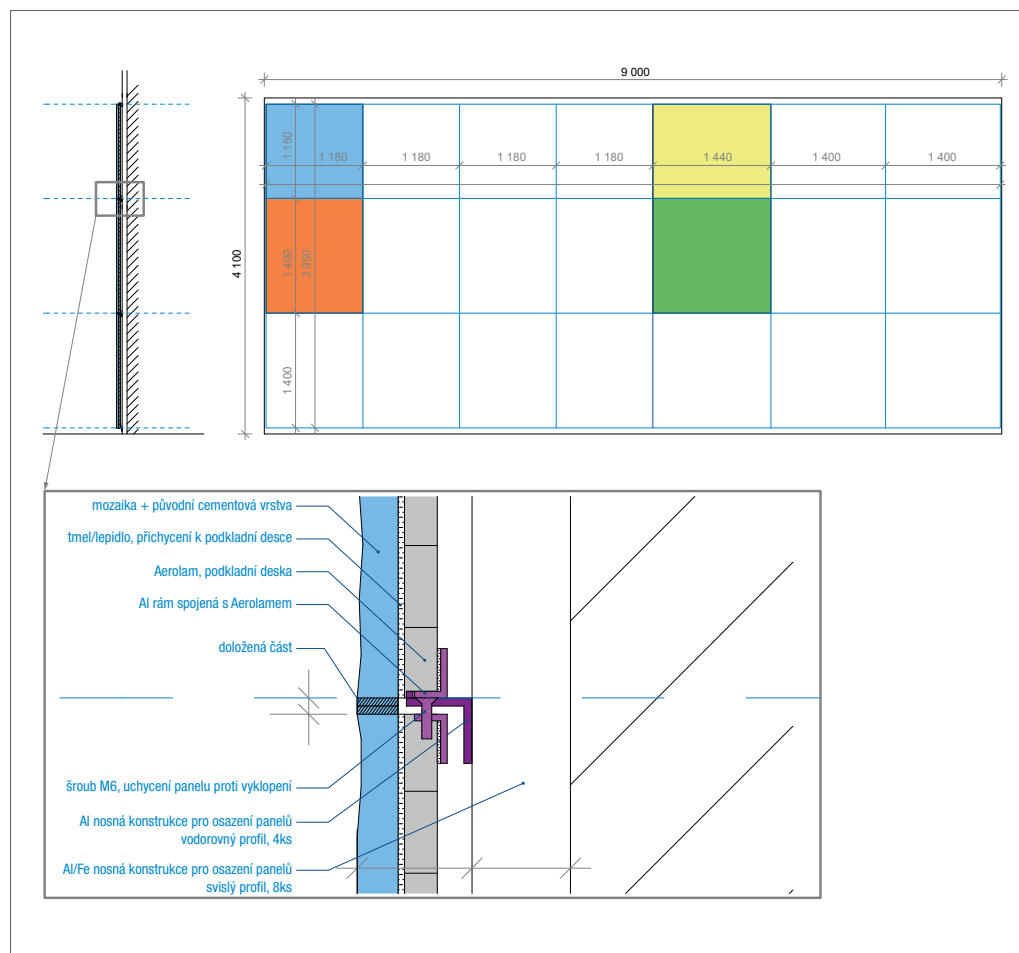 9 000
1 150
1 180
1 180
1 180
1 180
1 440
1 400
1 400
4 100
1 400
3 950
1 400
mozaika + původní cementová vrstva
tmel/lepidlo, přichycení k podkladní desce
Aerolam, podkladní deska
Al rám spojená s Aerolamem
doložená část
šroub M6, uchycení panelu proti vyklopení
Al nosná konstrukce pro osazení panelů
vodorovný profil, 4ks
Al/Fe nosná konstrukce pro osazení panelů
svislý profil, 8ks